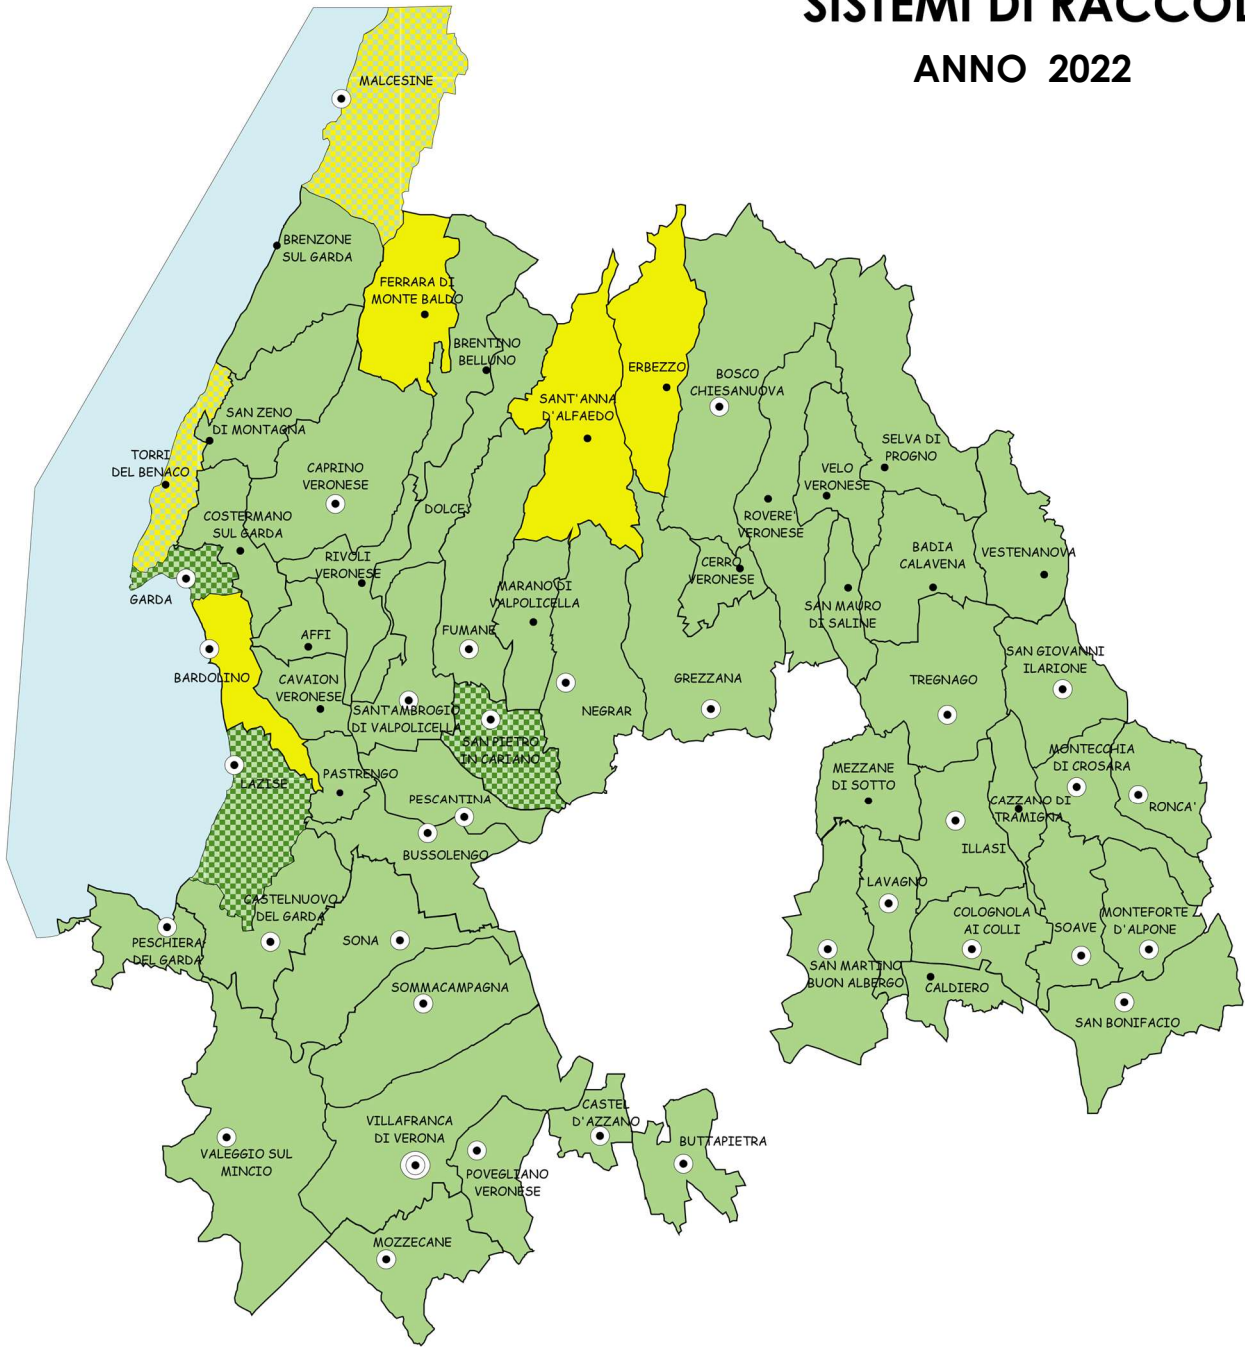 SISTEMI DI RACCOL
ANNO 2022
MALCESINE
BRENZONE
SUL GARDA
FERRARA DI
MONTE BALDO
BRENTINO
BELLUNO
SANT'ANNA
D'ALFAEDO
ERBEZZO
BOSCO
CHIESANUOVA
SAN ZENO
DI MONTAGNA
TORRI
DEL BENACO
CAPRINO
VERONESE
SELVA DI
PROGNO
VELO
VERONESE
COSTERMANO
SUL GARDA
DOLCE'
ROVERE'
VERONESE
RIVOLI
VERONESE
CERRO
VERONESE
BADIA
CALAVENA
VESTENANOVA
GARDA
MARANO DI
VALPOLICELLA
SAN MAURO
DI SALINE
AFFI
FUMANE
BARDOLINO
CAVAION
VERONESE
SANT'AMBROGIO
DI VALPOLICELLA
NEGRAR
GREZZANA
TREGNAGO
SAN GIOVANNI
ILARIONE
SAN PIETRO
IN CARIANO
LAZISE
PASTRENGO
PESCANTINA
BUSSOLENGO
MEZZANE
DI SOTTO
MONTECCHIA
DI CROSARA
CAZZANO DI
TRAMIGNA
RONCA'
ILLASI
LAVAGNO
CASTELNUOVO
DEL GARDA
SONA
PESCHIERA
DEL GARDA
COLOGNOLA
AI COLLI
SOAVE
MONTEFORTE
D'ALPONE
SAN MARTINO
BUON ALBERGO
CALDIERO
SOMMACAMPAGNA
SAN BONIFACIO
VILLAFRANCA
DI VERONA
CASTEL
D'AZZANO
BUTTAPIETRA
VALEGGIO SUL
MINCIO
POVEGLIANO
VERONESE
MOZZECANE